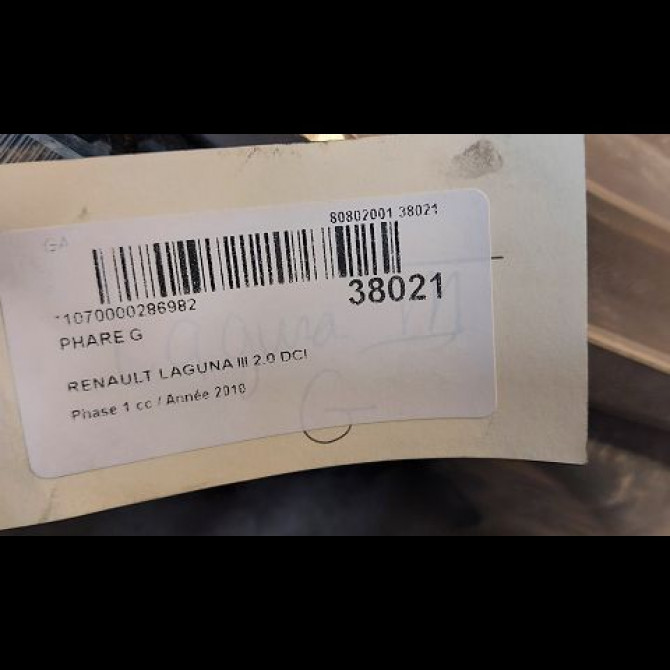 GA
80802001 38021
38021
*1070000286982
PHARE G
RENAULT LAGUNA III 2.0 DCI
Phase 1 cc / Année 2010
Laguna III
G